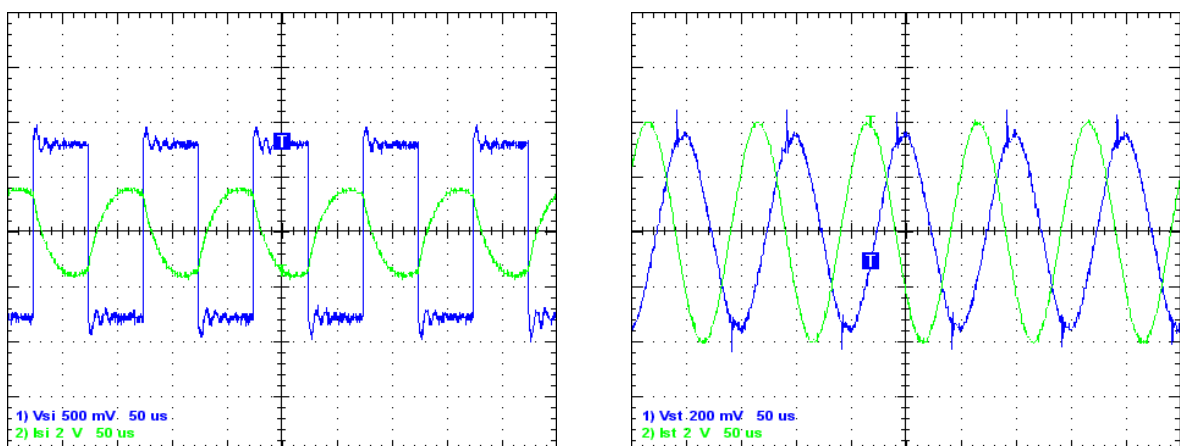 T
1) Vsi 500 mV 50 us
2) Isi 2 V 50 us
T
T
1) Vst 200 mV 50 us
2) Ist 2 V 50 us